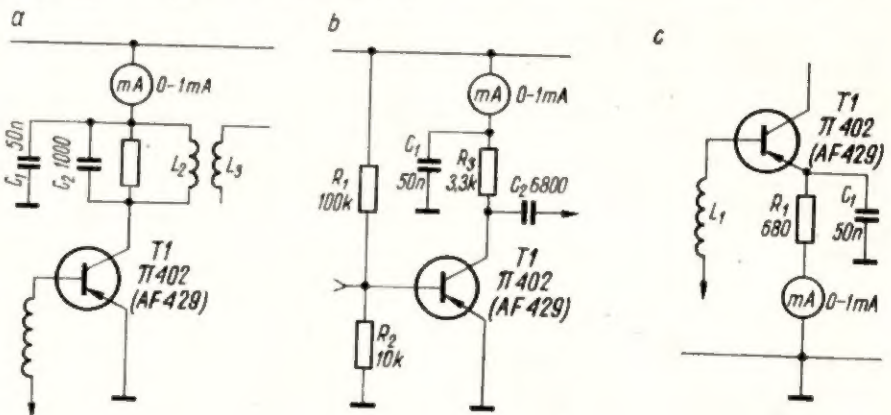 a
mA 0-1mA
C1 50n
C2 1000
L2
L3
T1
П402
(AF429)
b
mA 0-1mA
R1
100k
C1
50n
R3
3,3k
C2 6800
T1
П402
(AF429)
R2
10k
c
T1
П402
(AF429)
L1
R1
680
C1
50n
mA 0-1mA